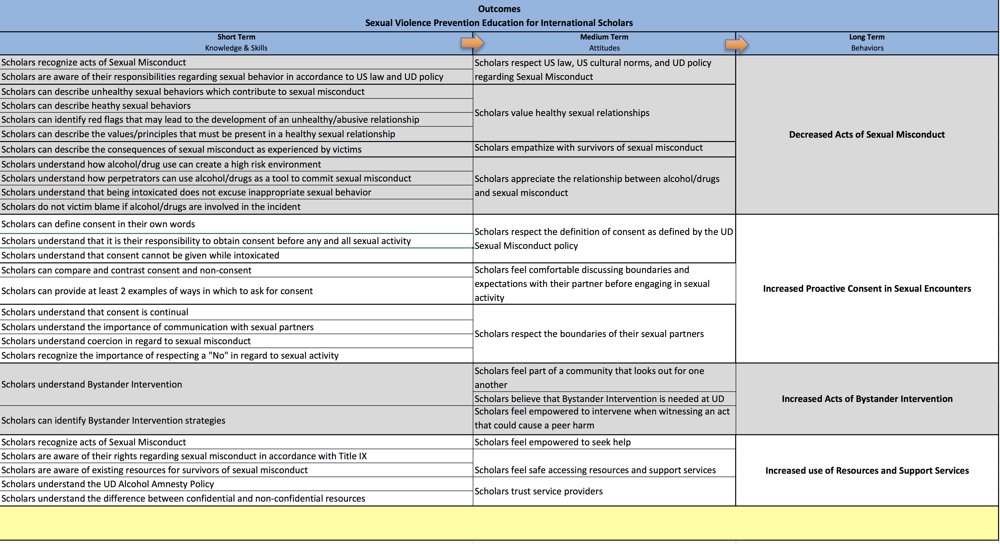 Outcomes
Sexual Violence Prevention Education for International Scholars
Short Term
Knowledge & Skills
Medium Term
Attitudes
Long Term
Behaviors
Scholars recognize acts of Sexual Misconduct
Scholars are aware of their responsibilities regarding sexual behavior in accordance to US law and UD policy
Scholars respect US law, US cultural norms, and UD policy
regarding Sexual Misconduct
Scholars can describe unhealthy sexual behaviors which contribute to sexual misconduct
Scholars can describe heathy sexual behaviors
Scholars can identify red flags that may lead to the development of an unhealthy/abusive relationship
Scholars can describe the values/principles that must be present in a healthy sexual relationship
Scholars value healthy sexual relationships
Scholars can describe the consequences of sexual misconduct as experienced by victims
Scholars empathize with survivors of sexual misconduct
Scholars understand how alcohol/drug use can create a high risk environment
Scholars understand how perpetrators can use alcohol/drugs as a tool to commit sexual misconduct
Scholars understand that being intoxicated does not excuse inappropriate sexual behavior
Scholars do not victim blame if alcohol/drugs are involved in the incident
Scholars appreciate the relationship between alcohol/drugs
and sexual misconduct
Decreased Acts of Sexual Misconduct
Scholars can define consent in their own words
Scholars understand that it is their responsibility to obtain consent before any and all sexual activity
Scholars understand that consent cannot be given while intoxicated
Scholars respect the definition of consent as defined by the UD
Sexual Misconduct policy
Scholars can compare and contrast consent and non-consent
Scholars can provide at least 2 examples of ways in which to ask for consent
Scholars feel comfortable discussing boundaries and
expectations with their partner before engaging in sexual
activity
Scholars understand that consent is continual
Scholars understand the importance of communication with sexual partners
Scholars understand coercion in regard to sexual misconduct
Scholars recognize the importance of respecting a "No" in regard to sexual activity
Scholars respect the boundaries of their sexual partners
Increased Proactive Consent in Sexual Encounters
Scholars understand Bystander Intervention
Scholars feel part of a community that looks out for one
another
Scholars believe that Bystander Intervention is needed at UD
Scholars can identify Bystander Intervention strategies
Scholars feel empowered to intervene when witnessing an act
that could cause a peer harm
Increased Acts of Bystander Intervention
Scholars recognize acts of Sexual Misconduct
Scholars feel empowered to seek help
Scholars are aware of their rights regarding sexual misconduct in accordance with Title IX
Scholars are aware of existing resources for survivors of sexual misconduct
Scholars feel safe accessing resources and support services
Scholars understand the UD Alcohol Amnesty Policy
Scholars understand the difference between confidential and non-confidential resources
Scholars trust service providers
Increased use of Resources and Support Services